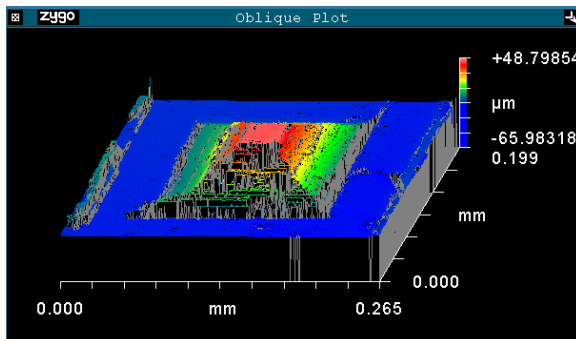 zygo Oblique Plot
+48.79854
µm
-65.98318
0.199
mm
0.000
0.000 mm 0.265